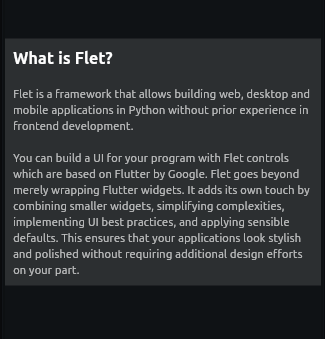 What is Flet?
Flet is a framework that allows building web, desktop and
mobile applications in Python without prior experience in
frontend development.
You can build a UI for your program with Flet controls
which are based on Flutter by Google. Flet goes beyond
merely wrapping Flutter widgets. It adds its own touch by
combining smaller widgets, simplifying complexities,
implementing UI best practices, and applying sensible
defaults. This ensures that your applications look stylish
and polished without requiring additional design efforts
on your part.